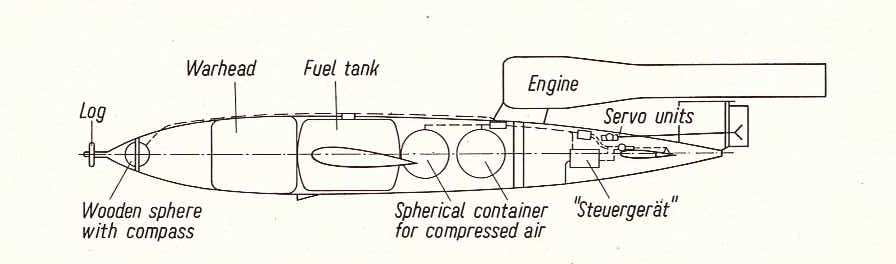 Warhead
Fuel tank
Engine
Log
Servo units
Wooden sphere
with compass
Spherical container
for compressed air
"Steuergerät"